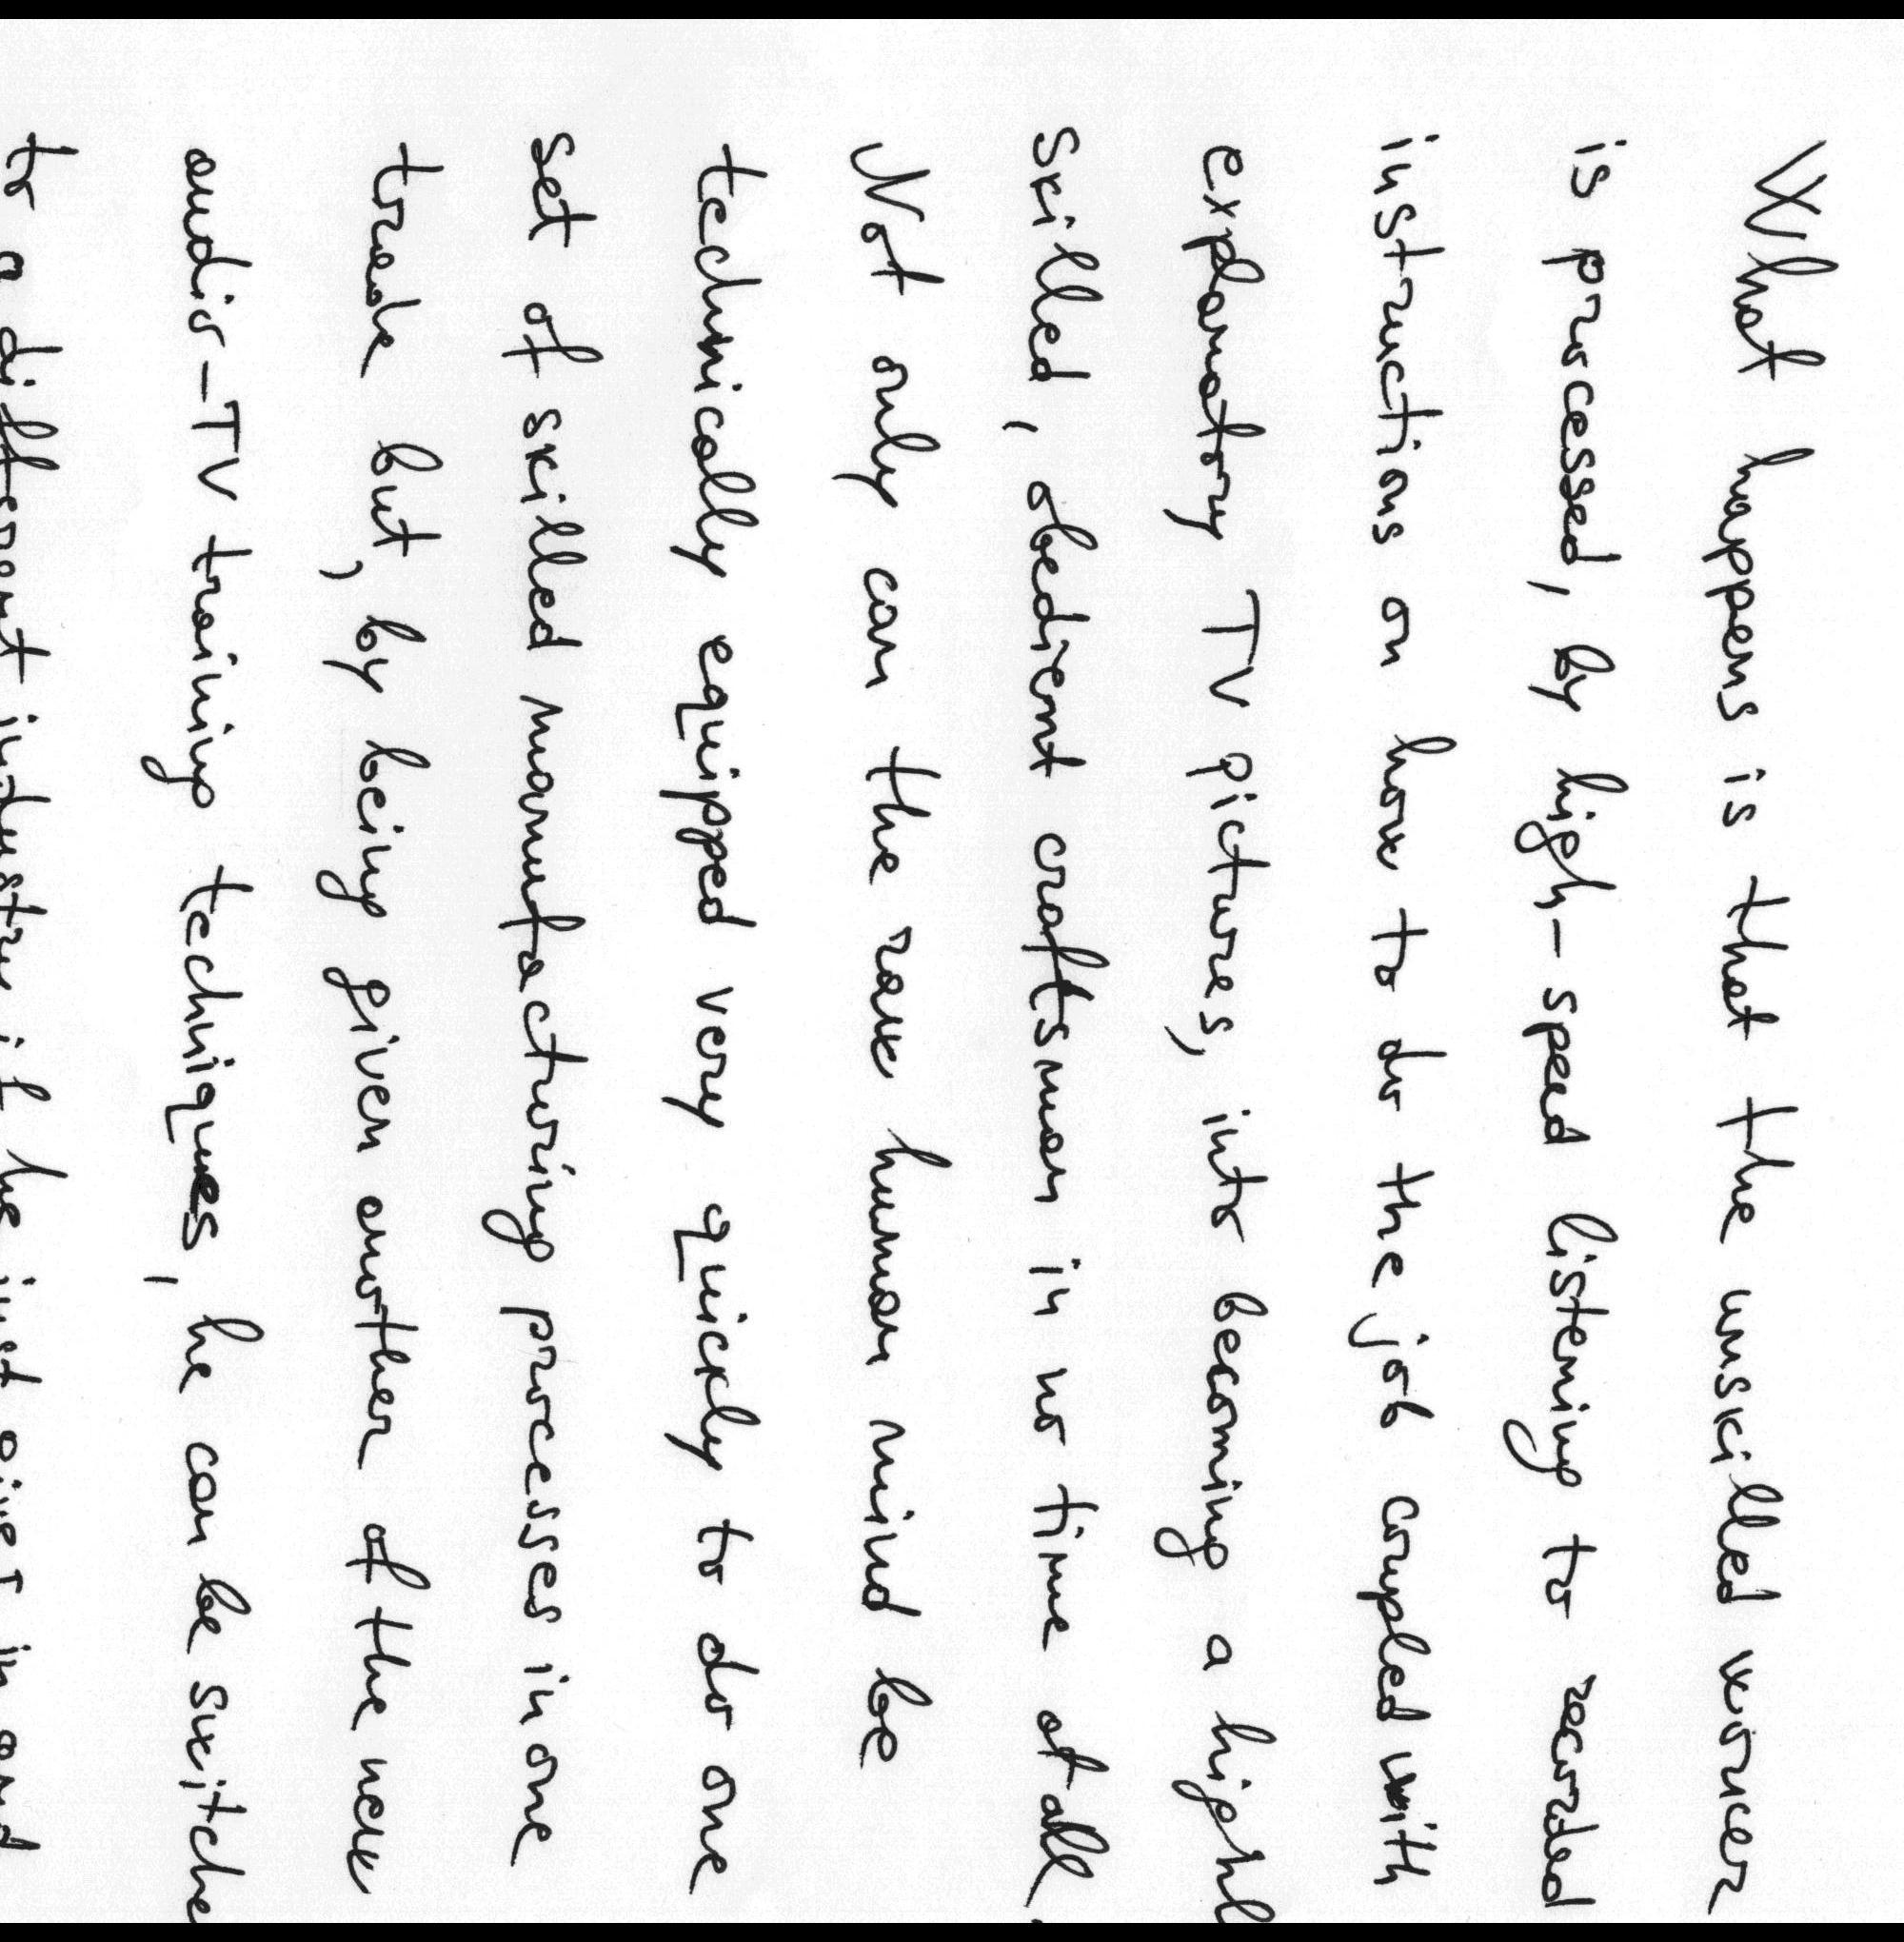 What happens is that the unskilled worker
is processed, by high-speed listening to recorded
instructions on how to do the job coupled with
explanatory TV pictures, into becoming a highl
skilled, obedient craftsman in no time at all.
Not only can the raw human mind be
technically equipped very quickly to do one
set of skilled manufacturing processes in one
trade but, by being given another of the new
audio-TV training techniques, he can be switche
to a different industry if he just given in and